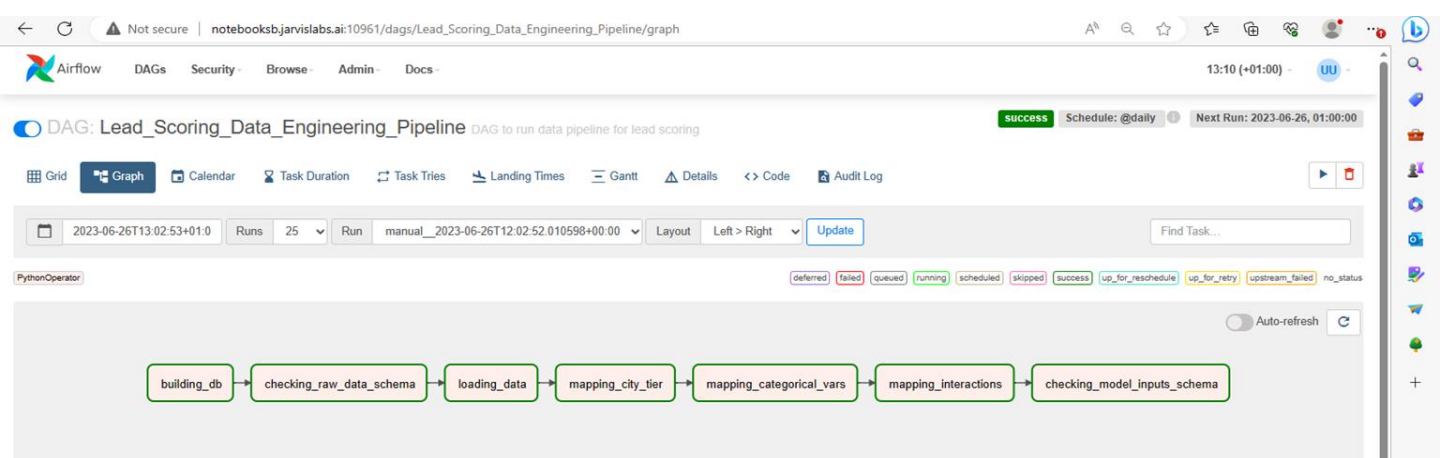 Not secure | notebooksb.jarvislabs.ai:10961/dags/Lead_Scoring_Data_Engineering_Pipeline/graph
Airflow DAGs Security Browse Admin Docs 13:10 (+01:00) UU
DAG: Lead_Scoring_Data_Engineering_Pipeline DAG to run data pipeline for lead scoring success Schedule: @daily Next Run: 2023-06-26, 01:00:00
Grid Graph Calendar Task Duration Task Tries Landing Times Gantt Details <> Code Audit Log
2023-06-26T13:02:53+01:0 Runs 25 Run manual__2023-06-26T12:02:52.010598+00:00 Layout Left > Right Update Find Task...
PythonOperator deferred failed queued running scheduled skipped success up_for_reschedule up_for_retry upstream_failed no_status
Auto-refresh
building_db checking_raw_data_schema loading_data mapping_city_tier mapping_categorical_vars mapping_interactions checking_model_inputs_schema